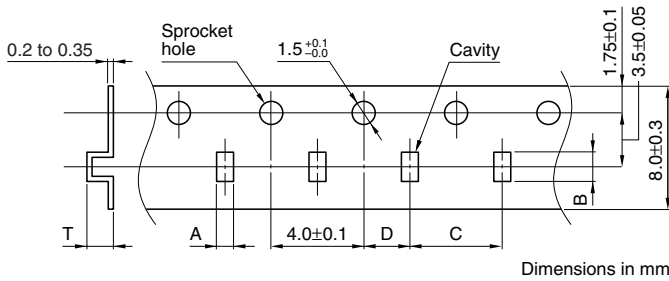 0.2 to 0.35
Sprocket
hole
1.5 +0.1
−0.0
Cavity
1.75±0.1
3.5±0.05
8.0±0.3
T
A
4.0±0.1
D
C
B
Dimensions in mm